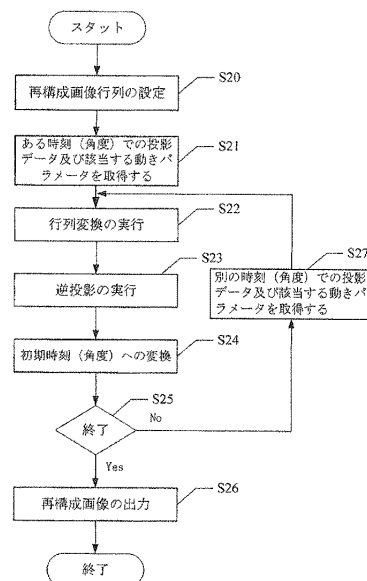 スタット
再構成画像行列の設定
S20
ある時刻（角度）での投影
データ及び該当する動きパ
ラメータを取得する
S21
行列変換の実行
S22
逆投影の実行
S23
初期時刻（角度）への変換
S24
終了
S25
No
Yes
別の時刻（角度）での投影
データ及び該当する動きパ
ラメータを取得する
S27
再構成画像の出力
S26
終了